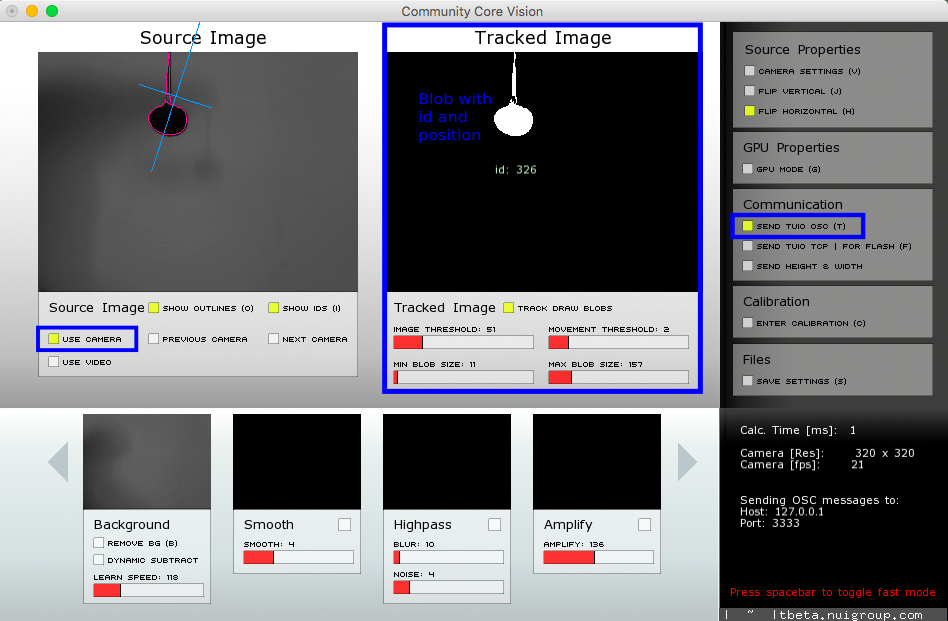 Community Core Vision
Source Image
Tracked Image
Blob with
id and
position
id: 326
Source Image
SHOW OUTLINES (O)
SHOW IDS (I)
USE CAMERA
PREVIOUS CAMERA
NEXT CAMERA
USE VIDEO
Tracked Image
TRACK DRAW BLOBS
IMAGE THRESHOLD: 51
MOVEMENT THRESHOLD: 2
MIN BLOB SIZE: 11
MAX BLOB SIZE: 157
Source Properties
CAMERA SETTINGS (V)
FLIP VERTICAL (J)
FLIP HORIZONTAL (H)
GPU Properties
GPU MODE (G)
Communication
SEND TUIO OSC (T)
SEND TUIO TCP | FOR FLASH (F)
SEND HEIGHT & WIDTH
Calibration
ENTER CALIBRATION (C)
Files
SAVE SETTINGS (S)
Background
REMOVE BG (B)
DYNAMIC SUBTRACT
LEARN SPEED: 118
Smooth
SMOOTH: 4
Highpass
BLUR: 10
NOISE: 4
Amplify
AMPLIFY: 136
Calc. Time [ms]: 1
Camera [Res]: 320 x 320
Camera [fps]: 21
Sending OSC messages to:
Host: 127.0.0.1
Port: 3333
Press spacebar to toggle fast mode
| ~ |tbeta.nuigroup.com